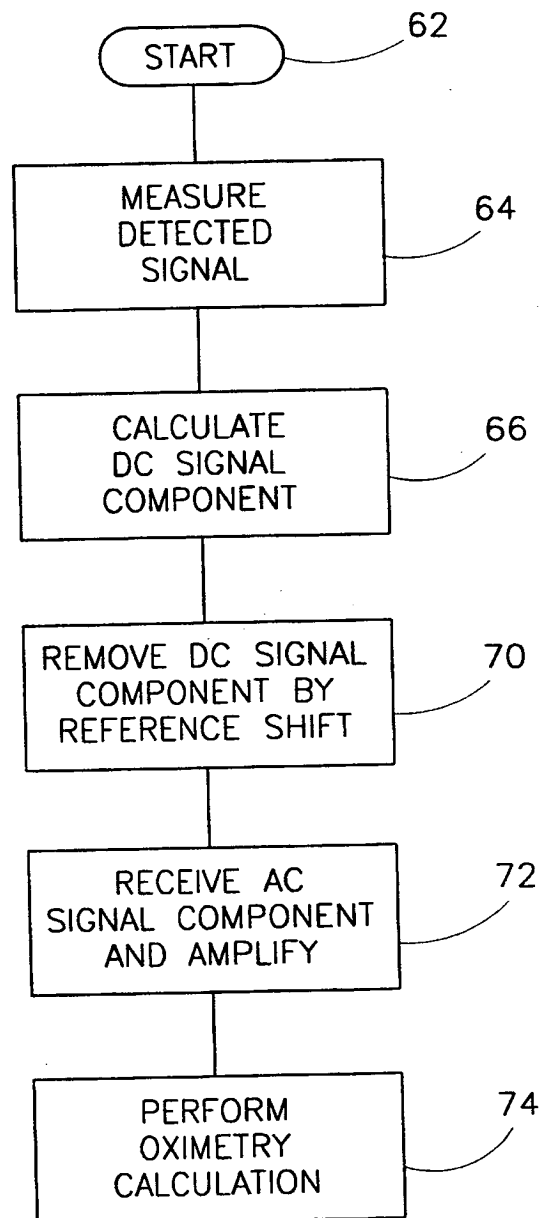 START
62
MEASURE
DETECTED
SIGNAL
64
CALCULATE
DC SIGNAL
COMPONENT
66
REMOVE DC SIGNAL
COMPONENT BY
REFERENCE SHIFT
70
RECEIVE AC
SIGNAL COMPONENT
AND AMPLIFY
72
PERFORM
OXIMETRY
CALCULATION
74